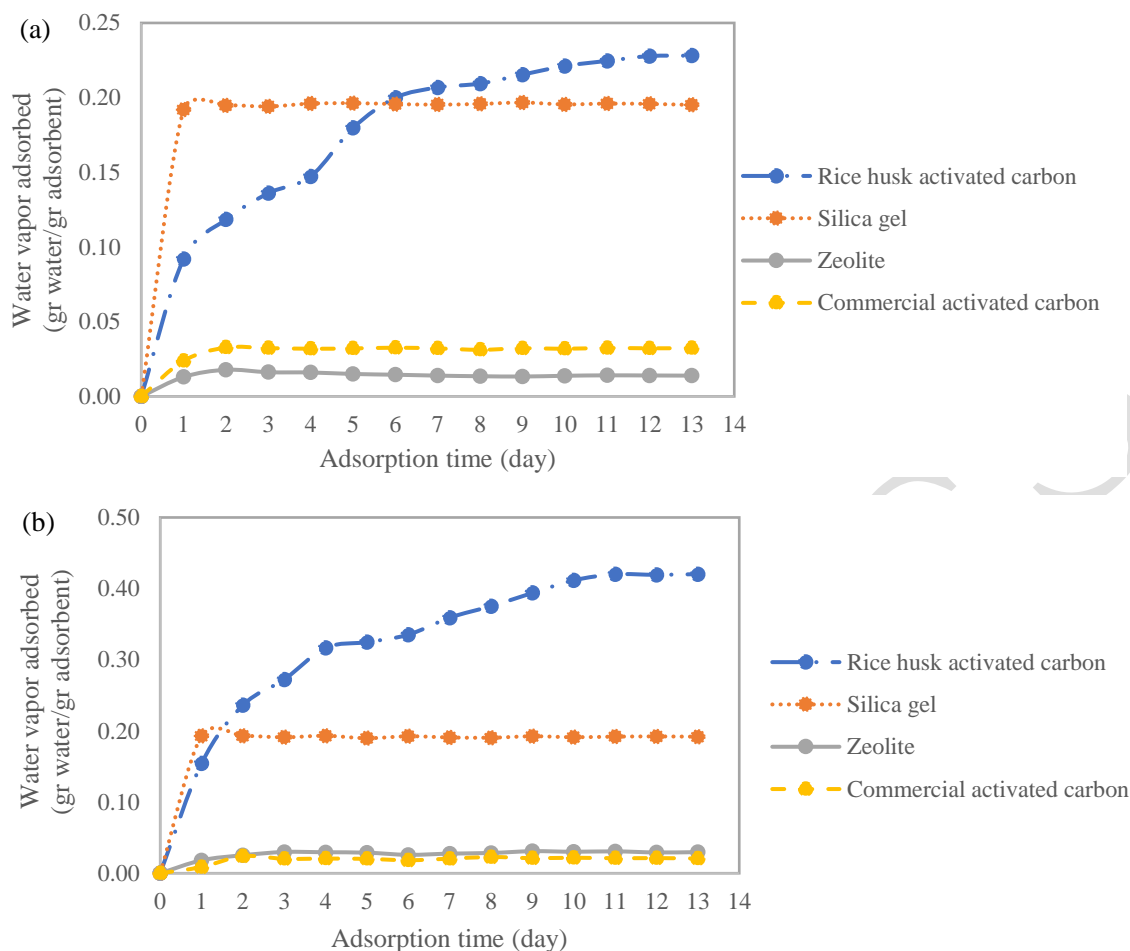 (a)
Water vapor adsorbed
(gr water/gr adsorbent)
0.25
0.20
0.15
0.10
0.05
0.00
0 1 2 3 4 5 6 7 8 9 10 11 12 13 14
Adsorption time (day)
Rice husk activated carbon
Silica gel
Zeolite
Commercial activated carbon
(b)
Water vapor adsorbed
(gr water/gr adsorbent)
0.50
0.40
0.30
0.20
0.10
0.00
0 1 2 3 4 5 6 7 8 9 10 11 12 13 14
Adsorption time (day)
Rice husk activated carbon
Silica gel
Zeolite
Commercial activated carbon